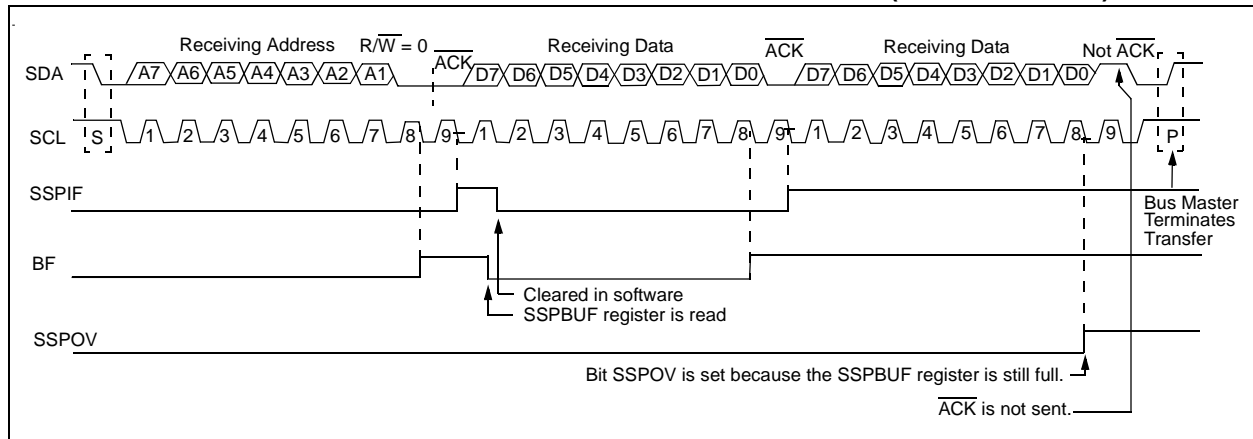 Receiving Address R/W̅ = 0 A̅C̅K̅ Receiving Data A̅C̅K̅ Receiving Data Not A̅C̅K̅
SDA A7 A6 A5 A4 A3 A2 A1 D7 D6 D5 D4 D3 D2 D1 D0 D7 D6 D5 D4 D3 D2 D1 D0
SCL S 1 2 3 4 5 6 7 8 9 1 2 3 4 5 6 7 8 9 1 2 3 4 5 6 7 8 9 P
SSPIF
Bus Master
Terminates
Transfer
BF
Cleared in software
SSPBUF register is read
SSPOV
Bit SSPOV is set because the SSPBUF register is still full.
A̅C̅K̅ is not sent.